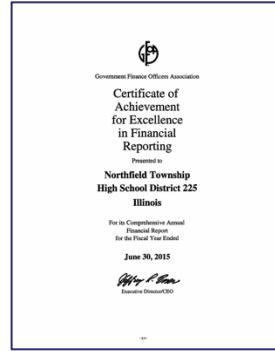 Government Finance Officers Association
Certificate of
Achievement
for Excellence
in Financial
Reporting
Presented to
Northfield Township
High School District 225
Illinois
For its Comprehensive Annual
Financial Report
for the Fiscal Year Ended
June 30, 2015
Executive Director/CEO